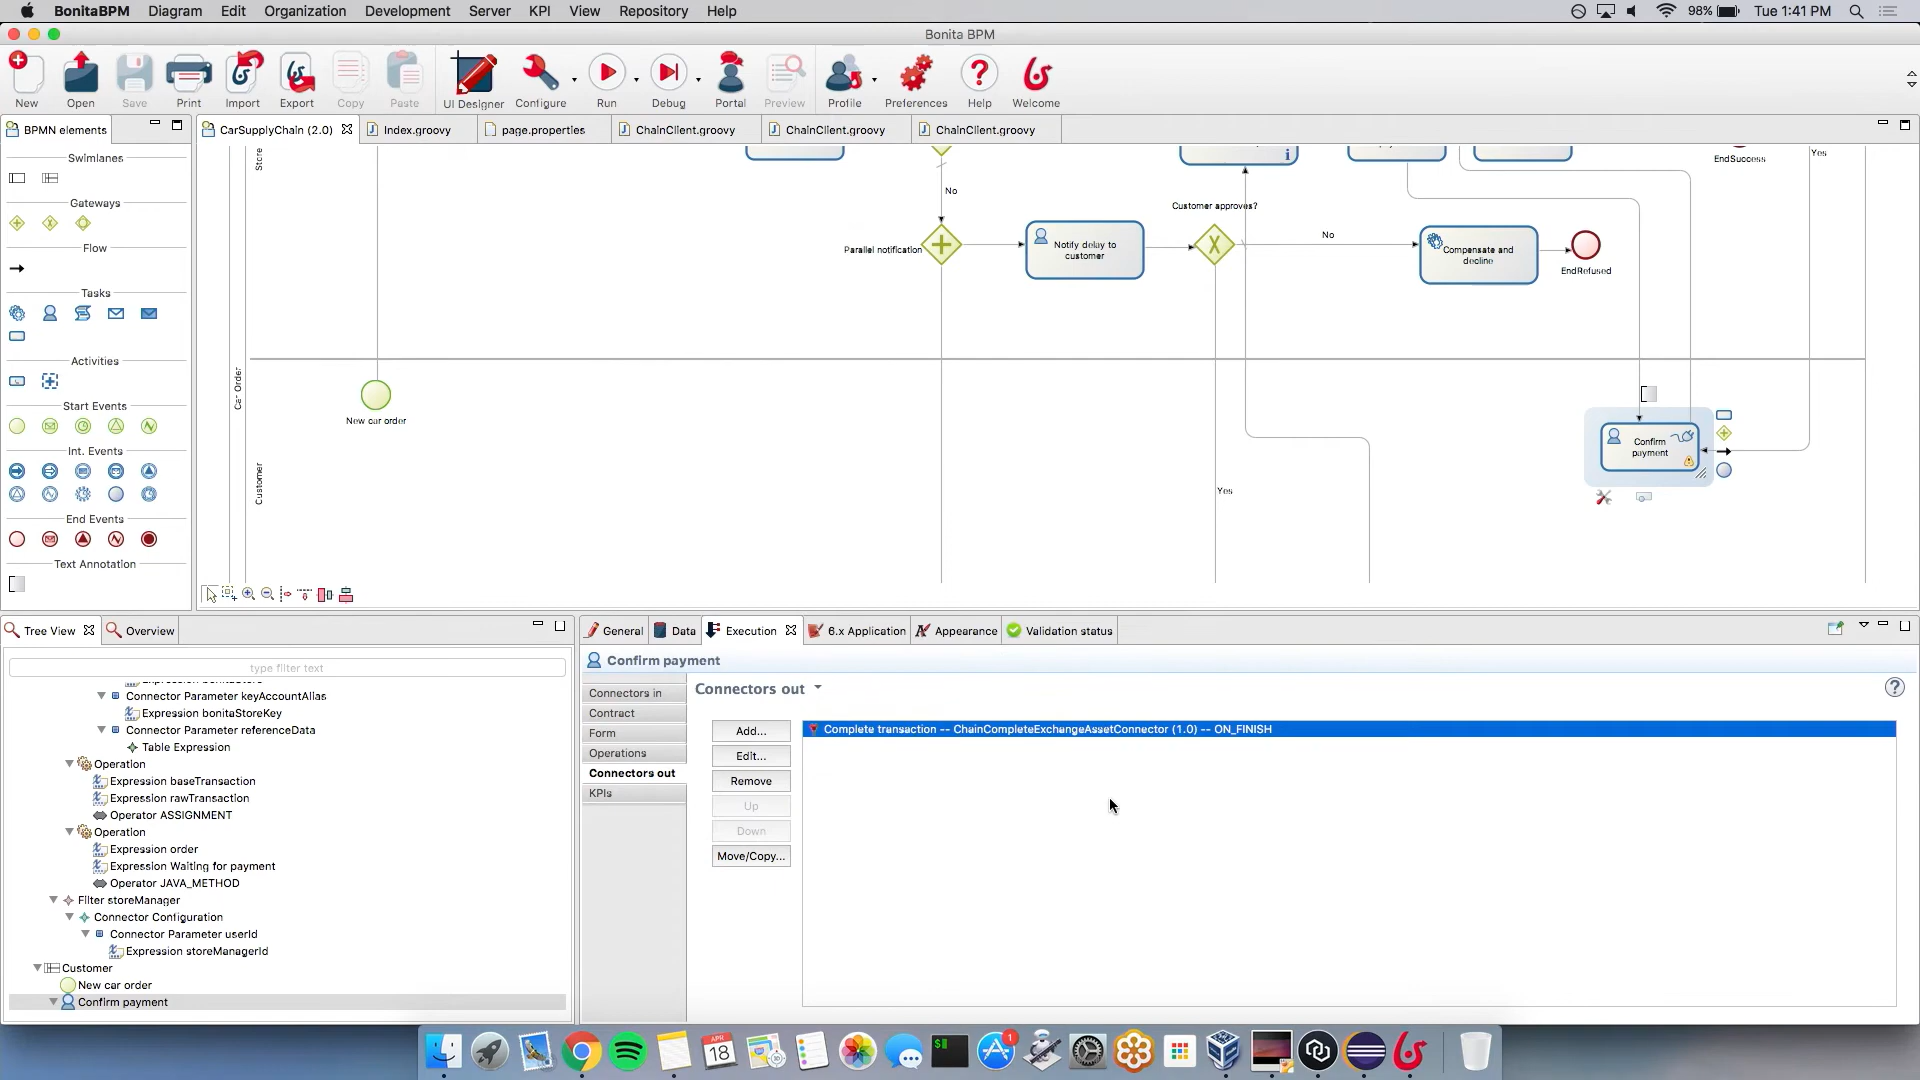 BonitaBPM Diagram Edit Organization Development Server KPI View Repository Help 98% Tue 1:41 PM
Bonita BPM
New Open Save Print Import Export Copy Paste UI Designer Configure Run Debug Portal Preview Profile Preferences Help Welcome
BPMN elements
CarSupplyChain (2.0) Index.groovy page.properties ChainClient.groovy ChainClient.groovy ChainClient.groovy
Swimlanes
Gateways
Flow
Tasks
Activities
Start Events
Int. Events
End Events
Text Annotation
Store
EndSuccess
Yes
No
Customer approves?
Parallel notification
Notify delay to
customer
No
Compensate and
decline
EndRefused
Car Order
New car order
Customer
Yes
Confirm
payment
Tree View Overview
type filter text
Connector Parameter keyAccountAlias
Expression bonitaStoreKey
Connector Parameter referenceData
Table Expression
Operation
Expression baseTransaction
Expression rawTransaction
Operator ASSIGNMENT
Operation
Expression order
Expression Waiting for payment
Operator JAVA_METHOD
Filter storeManager
Connector Configuration
Connector Parameter userId
Expression storeManagerId
Customer
New car order
Confirm payment
General Data Execution 6.x Application Appearance Validation status
Confirm payment
Connectors in
Contract
Form
Operations
Connectors out
KPIs
Connectors out
Add...
Edit...
Remove
Up
Down
Move/Copy...
Complete transaction -- ChainCompleteExchangeAssetConnector (1.0) -- ON_FINISH
APR
18
1